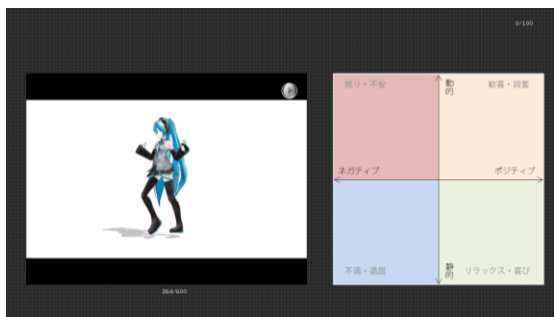 0/100
怒り・不安
動的
歓喜・興奮
ネガティブ
ポジティブ
不満・退屈
静的
リラックス・喜び
264/600